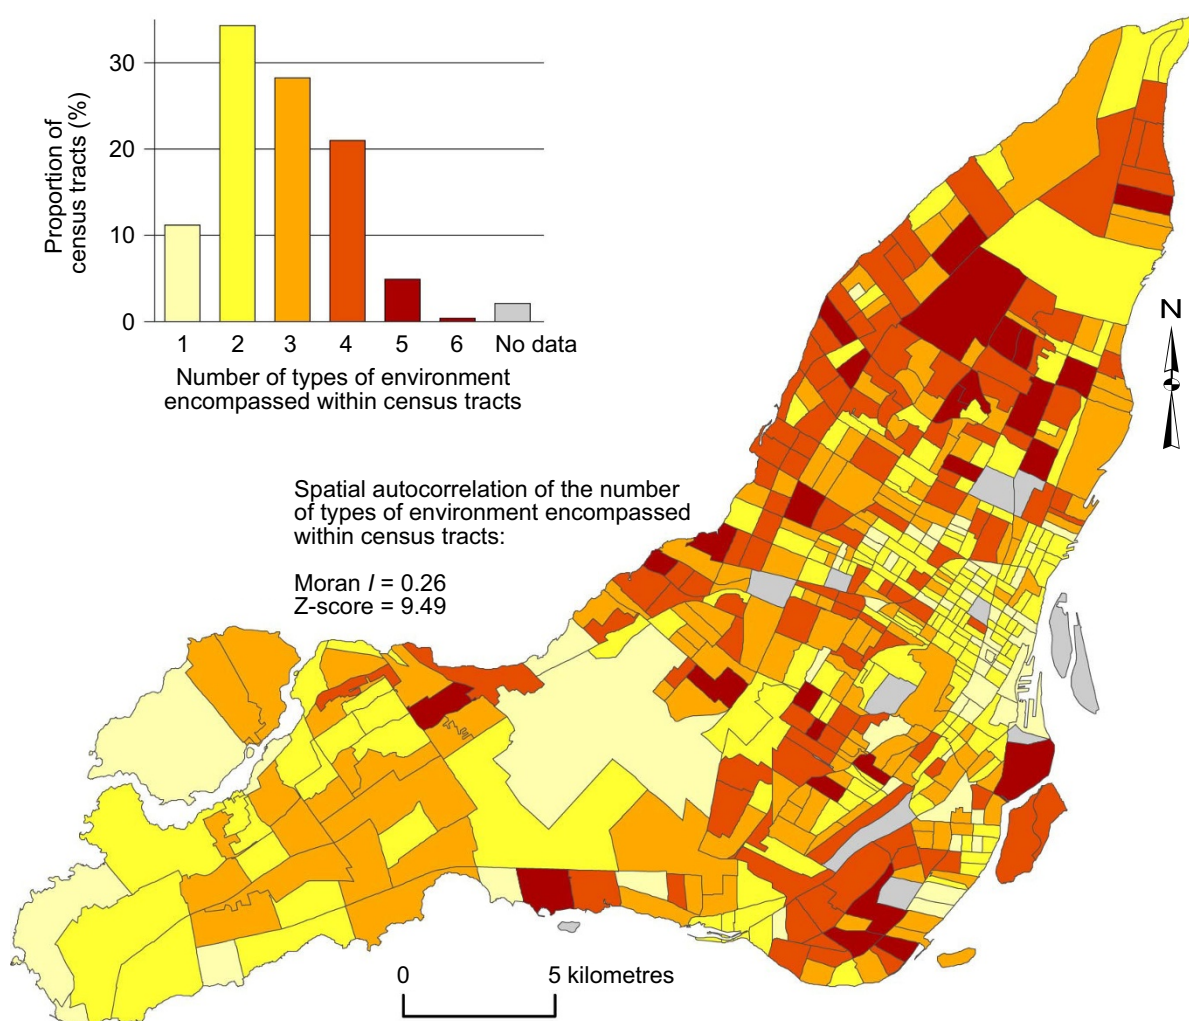 30
20
10
0
Proportion of
census tracts (%)
1 2 3 4 5 6 No data
Number of types of environment
encompassed within census tracts
Spatial autocorrelation of the number
of types of environment encompassed
within census tracts:
Moran I = 0.26
Z-score = 9.49
N
0 5 kilometres